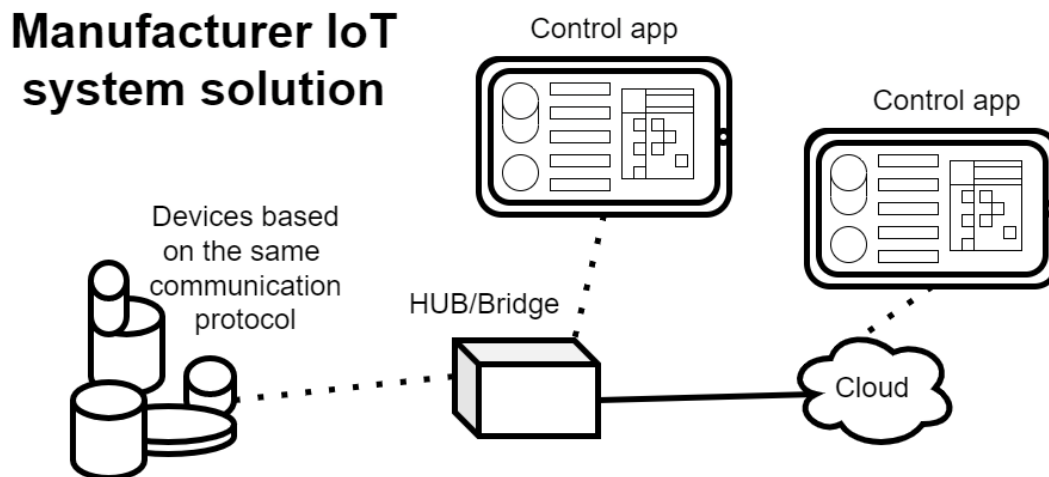 Manufacturer IoT
system solution
Control app
Control app
Devices based
on the same
communication
protocol
HUB/Bridge
Cloud